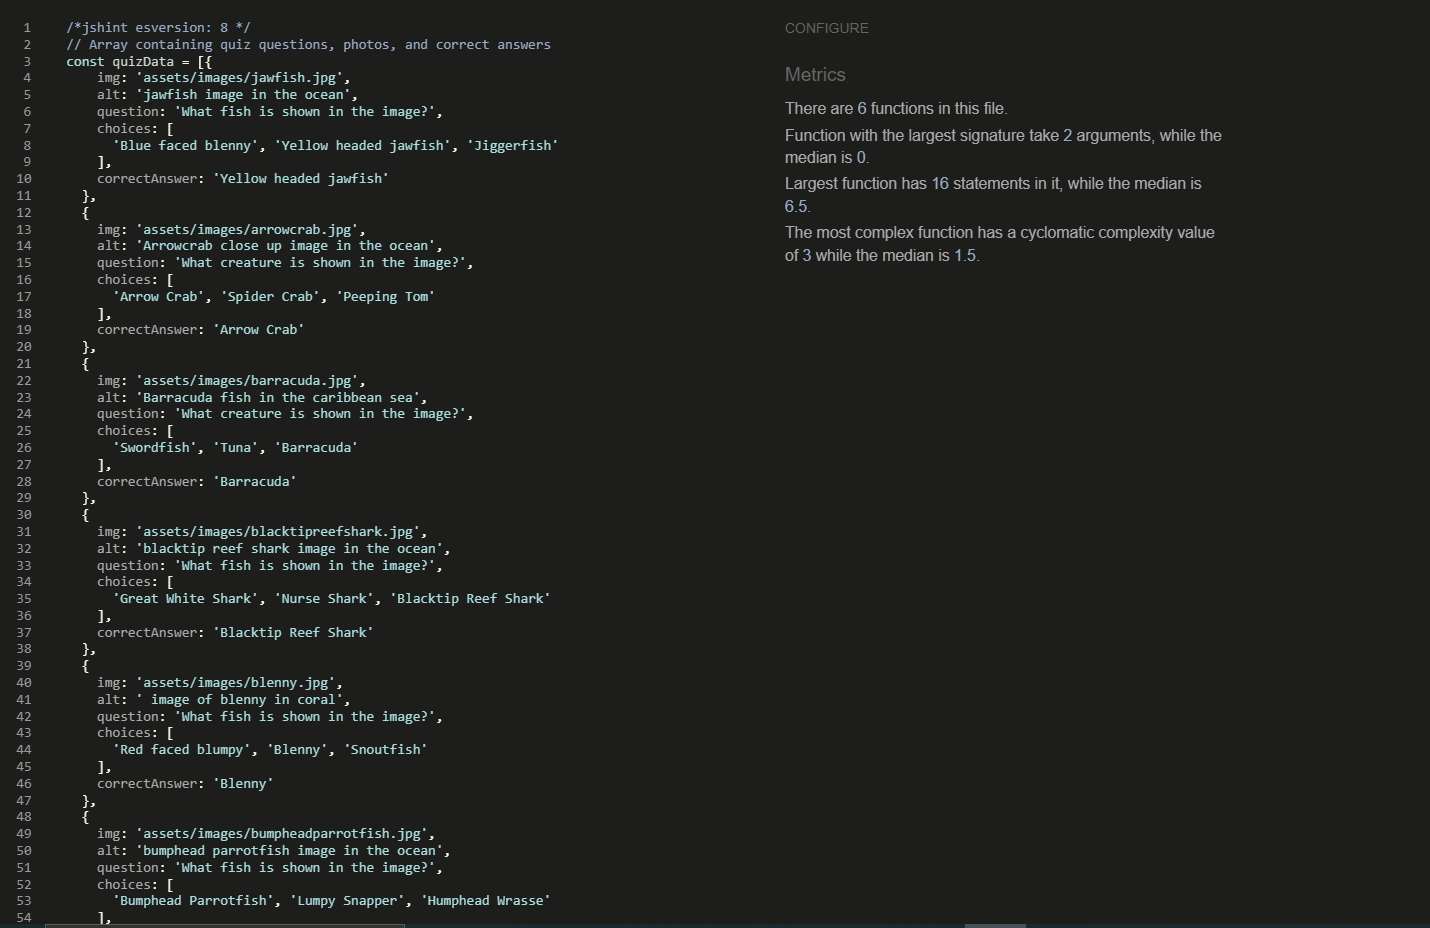 1 /*jshint esversion: 8 */
2 // Array containing quiz questions, photos, and correct answers
3 const quizData = [{
4 img: 'assets/images/jawfish.jpg',
5 alt: 'jawfish image in the ocean',
6 question: 'What fish is shown in the image?',
7 choices: [
8 'Blue faced blenny', 'Yellow headed jawfish', 'Jiggerfish'
9 ],
10 correctAnswer: 'Yellow headed jawfish'
11 },
12 {
13 img: 'assets/images/arrowcrab.jpg',
14 alt: 'Arrowcrab close up image in the ocean',
15 question: 'What creature is shown in the image?',
16 choices: [
17 'Arrow Crab', 'Spider Crab', 'Peeping Tom'
18 ],
19 correctAnswer: 'Arrow Crab'
20 },
21 {
22 img: 'assets/images/barracuda.jpg',
23 alt: 'Barracuda fish in the caribbean sea',
24 question: 'What creature is shown in the image?',
25 choices: [
26 'Swordfish', 'Tuna', 'Barracuda'
27 ],
28 correctAnswer: 'Barracuda'
29 },
30 {
31 img: 'assets/images/blacktipreefshark.jpg',
32 alt: 'blacktip reef shark image in the ocean',
33 question: 'What fish is shown in the image?',
34 choices: [
35 'Great White Shark', 'Nurse Shark', 'Blacktip Reef Shark'
36 ],
37 correctAnswer: 'Blacktip Reef Shark'
38 },
39 {
40 img: 'assets/images/blenny.jpg',
41 alt: ' image of blenny in coral',
42 question: 'What fish is shown in the image?',
43 choices: [
44 'Red faced blumpy', 'Blenny', 'Snoutfish'
45 ],
46 correctAnswer: 'Blenny'
47 },
48 {
49 img: 'assets/images/bumpheadparrotfish.jpg',
50 alt: 'bumphead parrotfish image in the ocean',
51 question: 'What fish is shown in the image?',
52 choices: [
53 'Bumphead Parrotfish', 'Lumpy Snapper', 'Humphead Wrasse'
54 ],
CONFIGURE
Metrics
There are 6 functions in this file.
Function with the largest signature take 2 arguments, while the
median is 0.
Largest function has 16 statements in it, while the median is
6.5.
The most complex function has a cyclomatic complexity value
of 3 while the median is 1.5.